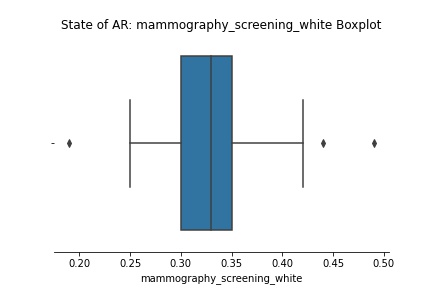 State of AR: mammography_screening_white Boxplot
-
0.20 0.25 0.30 0.35 0.40 0.45 0.50
mammography_screening_white